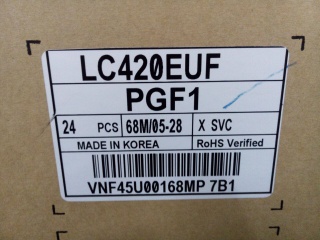 LC420EUF
PGF1
24 PCS 68M/05-28 X SVC
MADE IN KOREA RoHS Verified
VNF45U00168MP 7B1